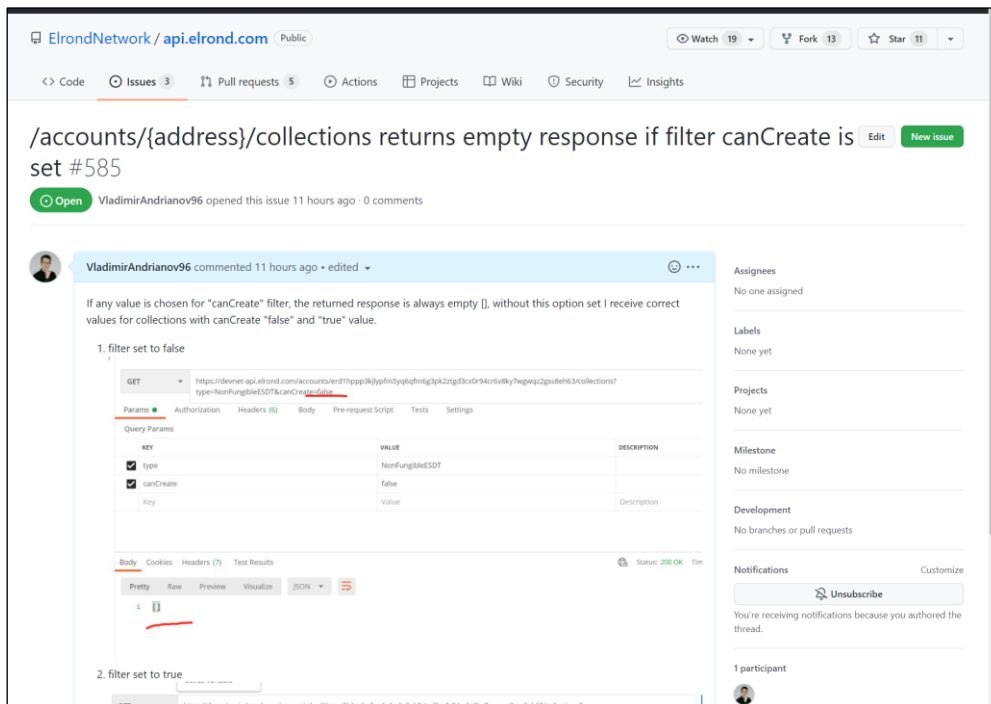 ElrondNetwork / api.elrond.com Public
Watch 19
Fork 13
Star 11
Code
Issues 3
Pull requests 5
Actions
Projects
Wiki
Security
Insights
/accounts/{address}/collections returns empty response if filter canCreate is
set #585
Edit
New issue
Open
VladimirAndrianov96 opened this issue 11 hours ago · 0 comments
VladimirAndrianov96 commented 11 hours ago • edited
If any value is chosen for "canCreate" filter, the returned response is always empty [], without this option set I receive correct
values for collections with canCreate "false" and "true" value.
1. filter set to false
GET
type=NonFungibleESDT&canCreate=false
Params
Authorization
Headers (6)
Body
Pre-request Script
Tests
Settings
Query Params
KEY
VALUE
DESCRIPTION
type
NonFungibleESDT
canCreate
false
Key
Value
Description
Body
Cookies
Headers (7)
Test Results
Status: 200 OK
Pretty
Raw
Preview
Visualize
JSON
1 []
2. filter set to true
Assignees
No one assigned
Labels
None yet
Projects
None yet
Milestone
No milestone
Development
No branches or pull requests
Notifications
Customize
Unsubscribe
You're receiving notifications because you authored the
thread.
1 participant